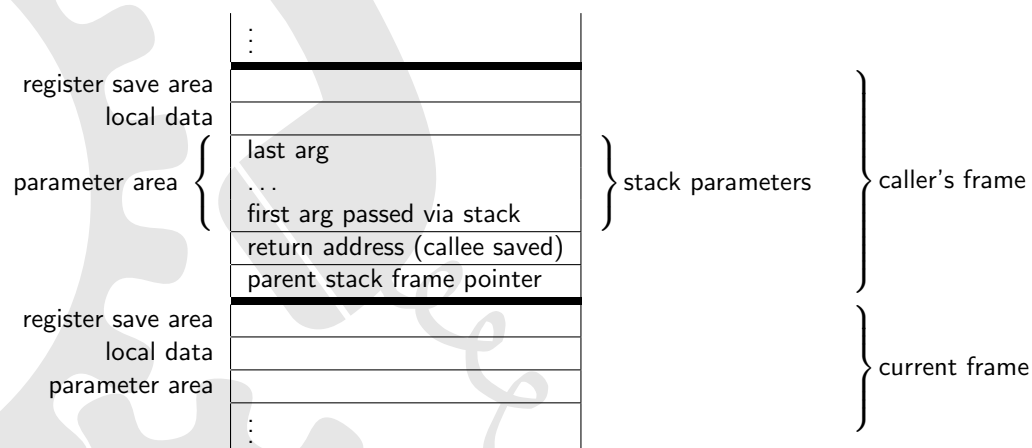 ⋮
register save area
local data
last arg
parameter area
. . .
stack parameters
caller's frame
first arg passed via stack
return address (callee saved)
parent stack frame pointer
register save area
local data
parameter area
current frame
⋮